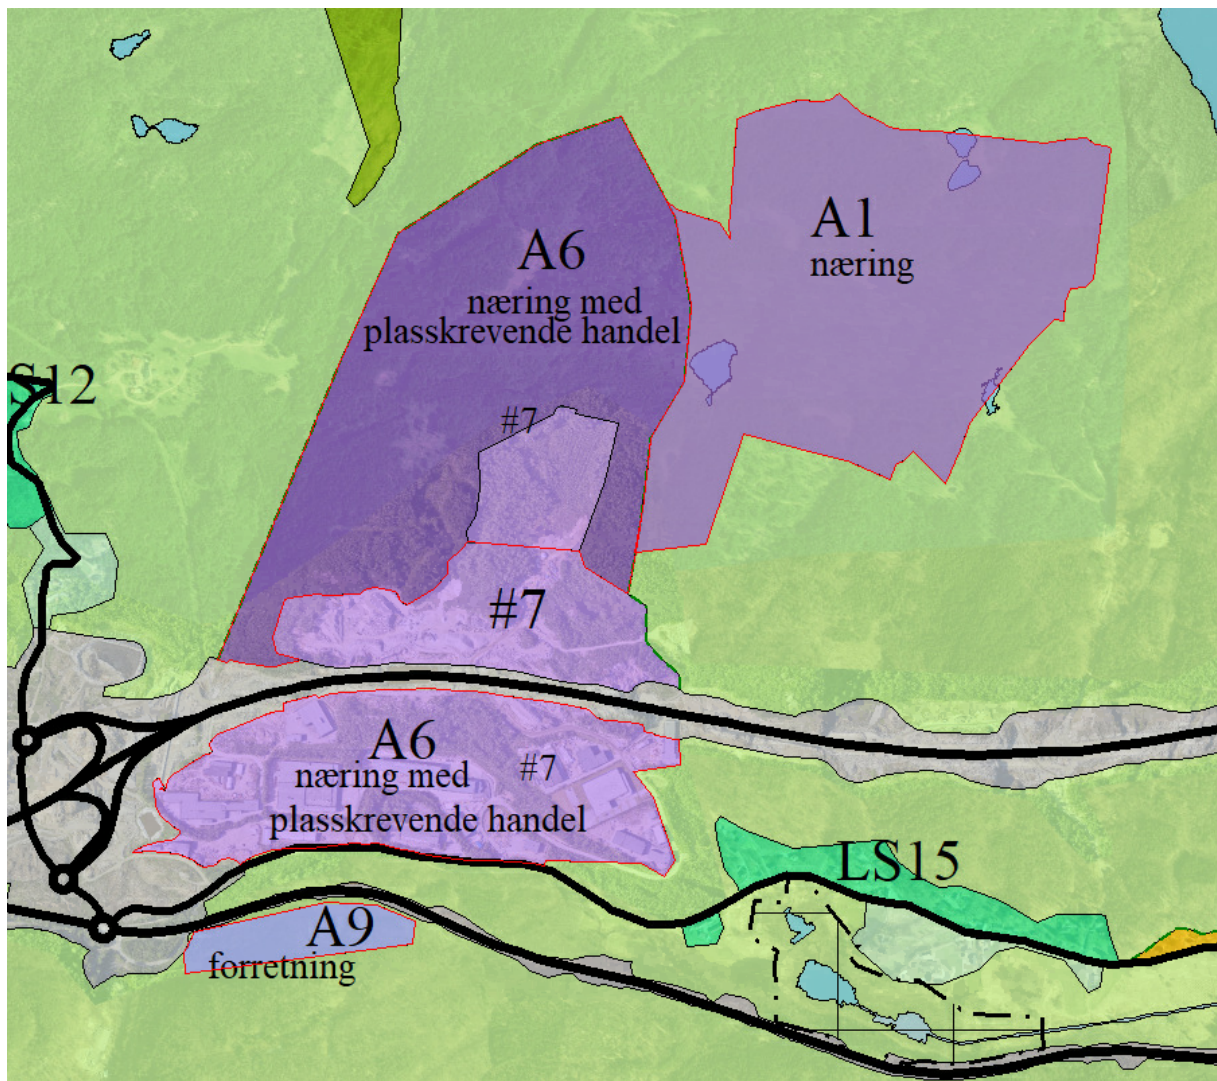 A1
næring
A6
næring med
plasskrevende handel
S12
#7
#7
A6
næring med
#7
plasskrevende handel
LS15
A9
forretning